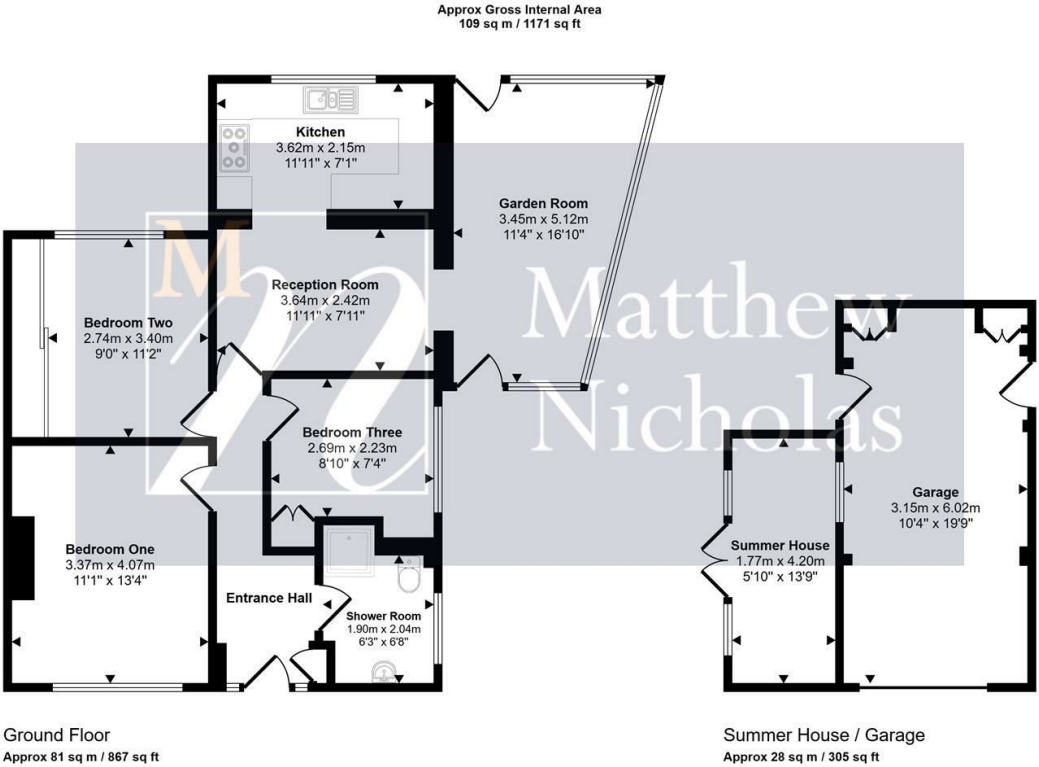 Approx Gross Internal Area
109 sq m / 1171 sq ft
Kitchen
3.62m x 2.15m
11'11" x 7'1"
Garden Room
3.45m x 5.12m
11'4" x 16'10"
M
m
Matthew
Nicholas
Reception Room
3.64m x 2.42m
11'11" x 7'11"
Bedroom Two
2.74m x 3.40m
9'0" x 11'2"
Bedroom Three
2.69m x 2.23m
8'10" x 7'4"
Garage
3.15m x 6.02m
10'4" x 19'9"
Bedroom One
3.37m x 4.07m
11'1" x 13'4"
Summer House
1.77m x 4.20m
5'10" x 13'9"
Entrance Hall
Shower Room
1.90m x 2.04m
6'3" x 6'8"
Ground Floor
Approx 81 sq m / 867 sq ft
Summer House / Garage
Approx 28 sq m / 305 sq ft